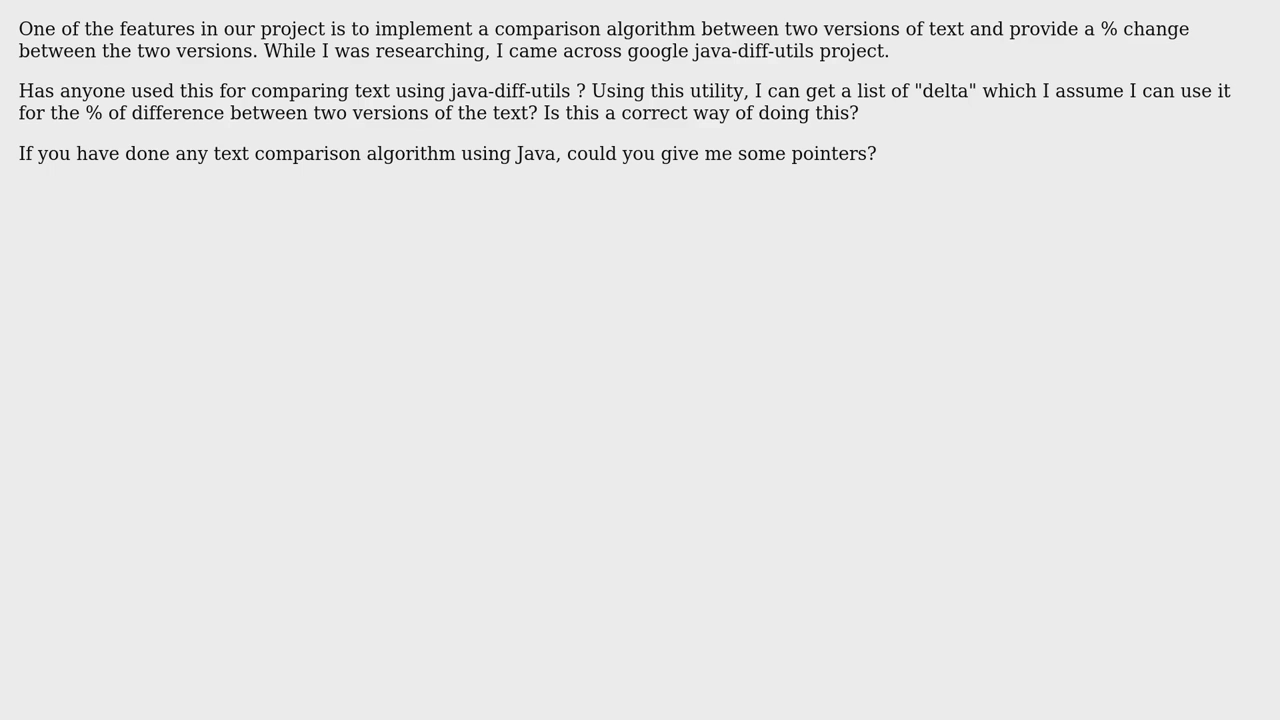 One of the features in our project is to implement a comparison algorithm between two versions of text and provide a % change
between the two versions. While I was researching, I came across google java-diff-utils project.
Has anyone used this for comparing text using java-diff-utils ? Using this utility, I can get a list of "delta" which I assume I can use it
for the % of difference between two versions of the text? Is this a correct way of doing this?
If you have done any text comparison algorithm using Java, could you give me some pointers?